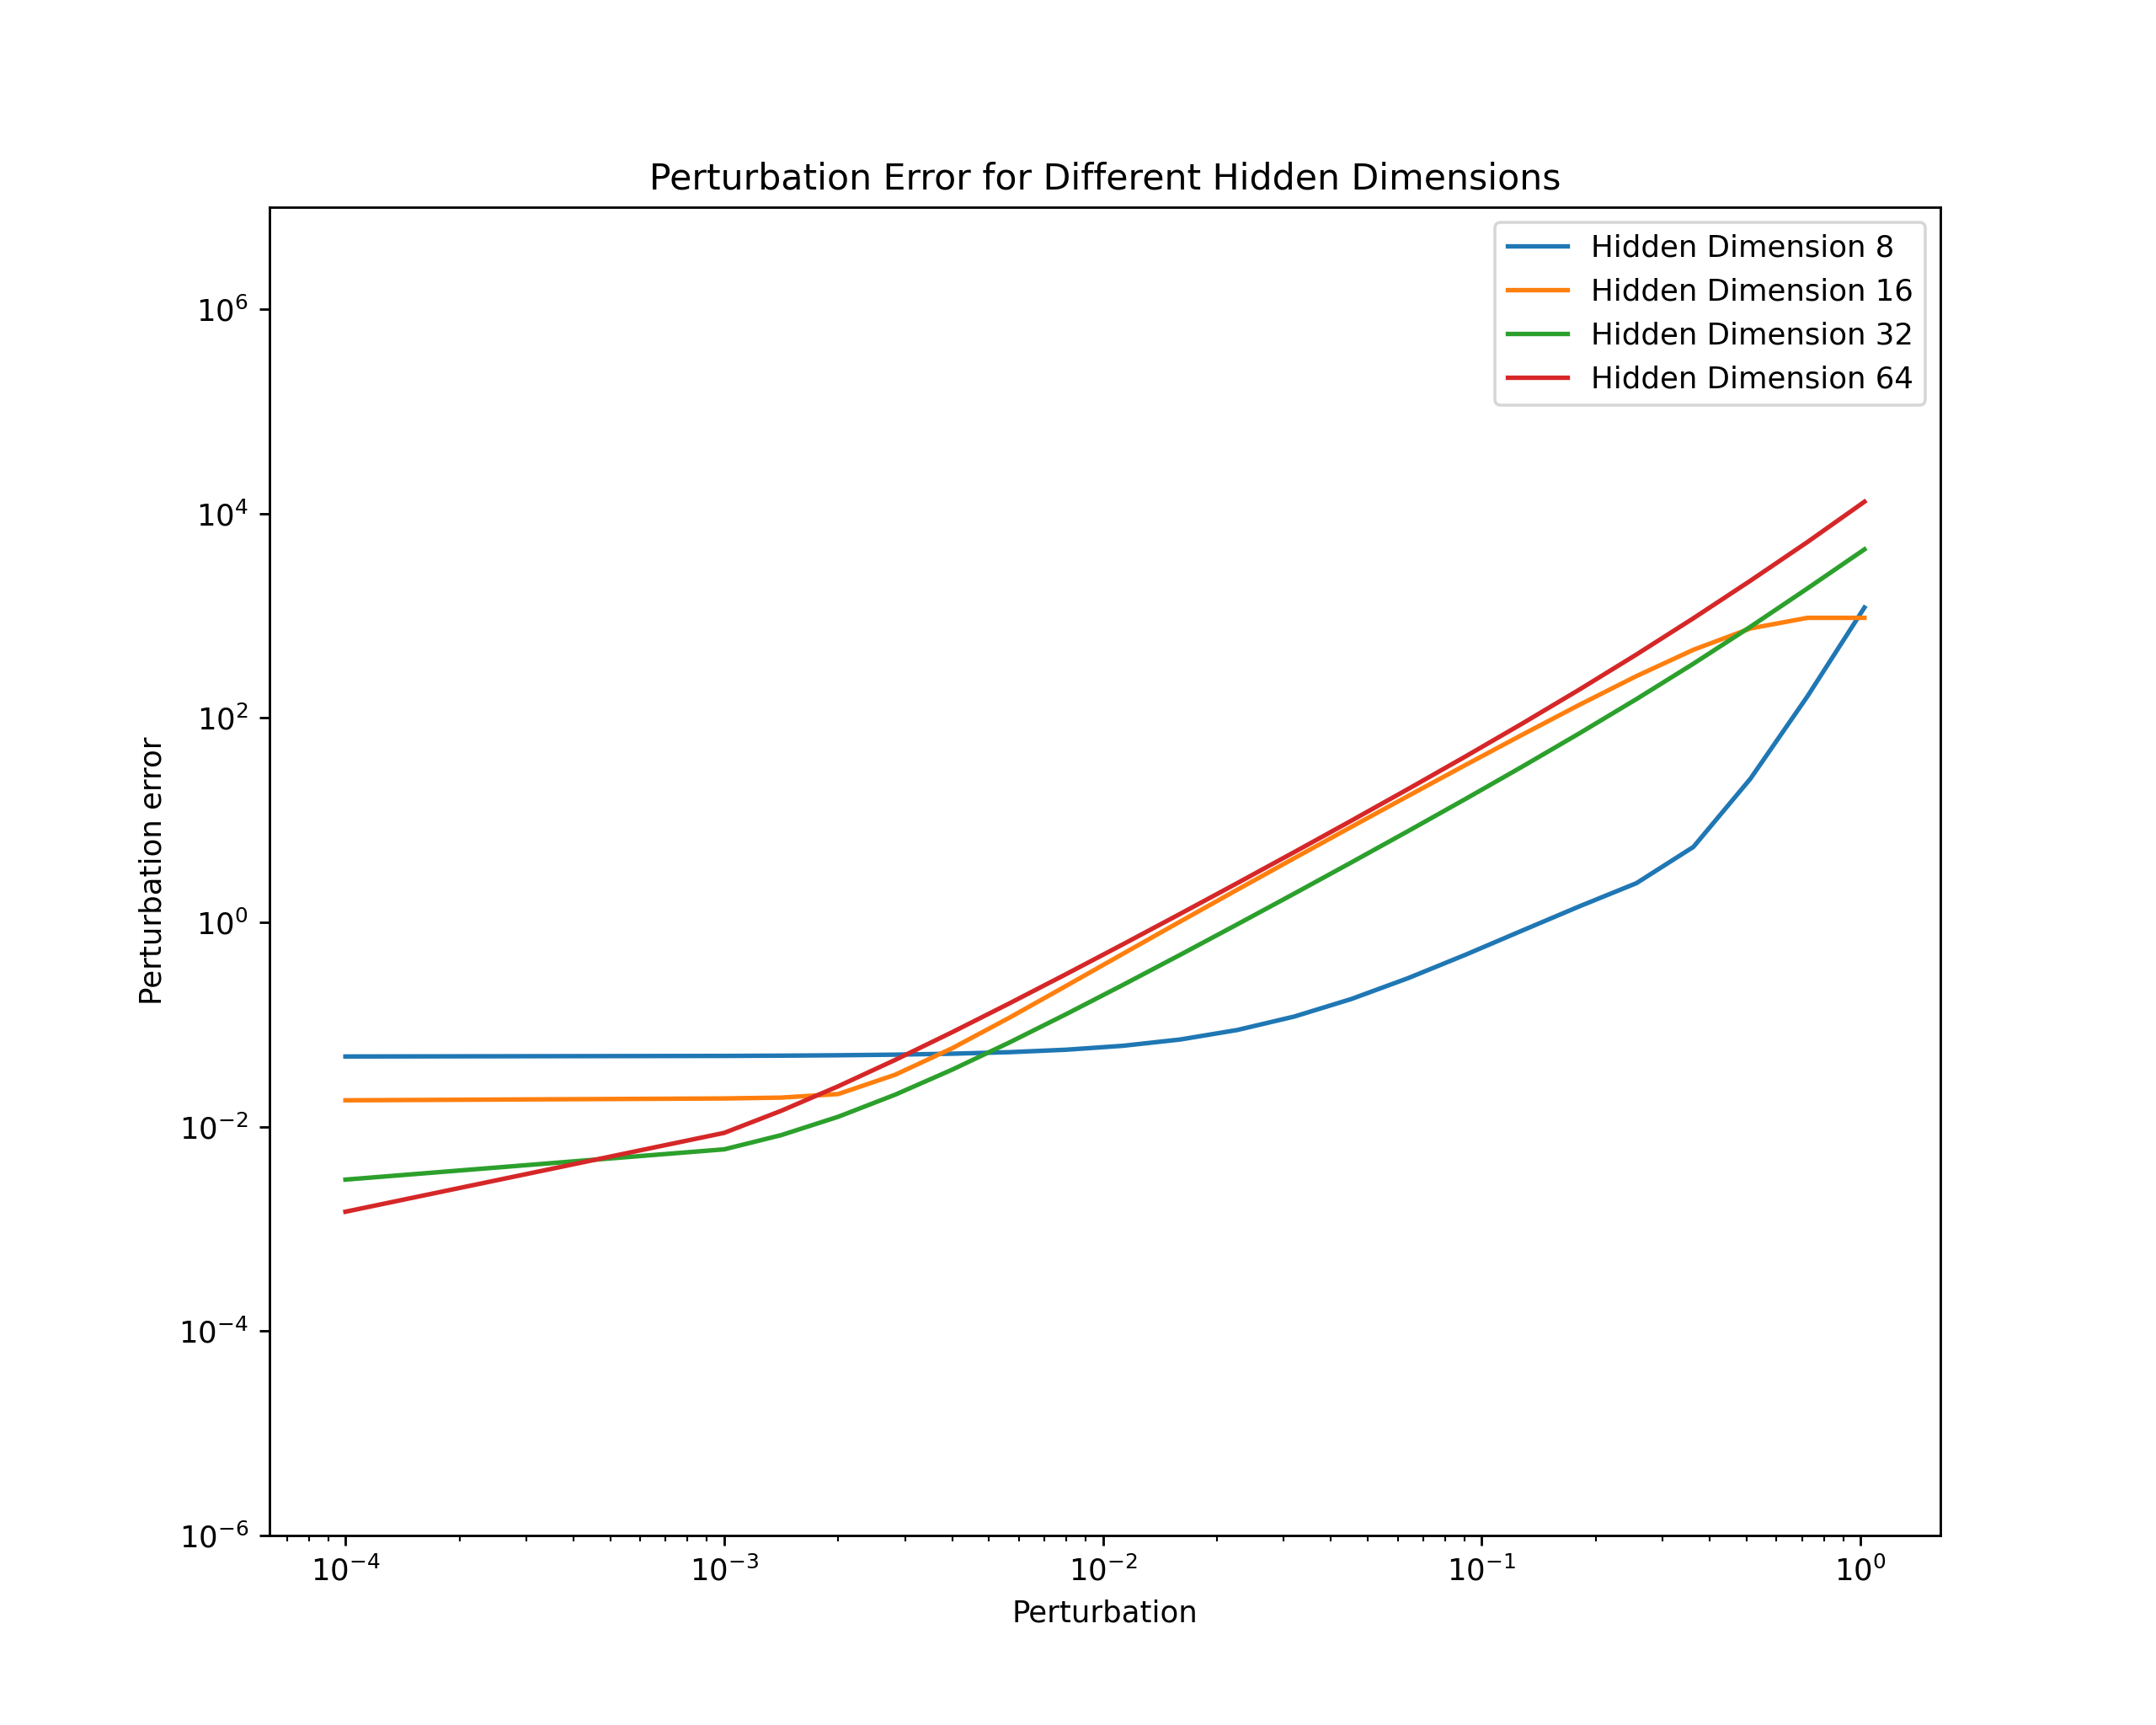 Perturbation Error for Different Hidden Dimensions
Hidden Dimension 8
Hidden Dimension 16
Hidden Dimension 32
Hidden Dimension 64
10⁶
10⁴
10²
10⁰
10⁻²
10⁻⁴
10⁻⁶
Perturbation error
10⁻⁴ 10⁻³ 10⁻² 10⁻¹ 10⁰
Perturbation